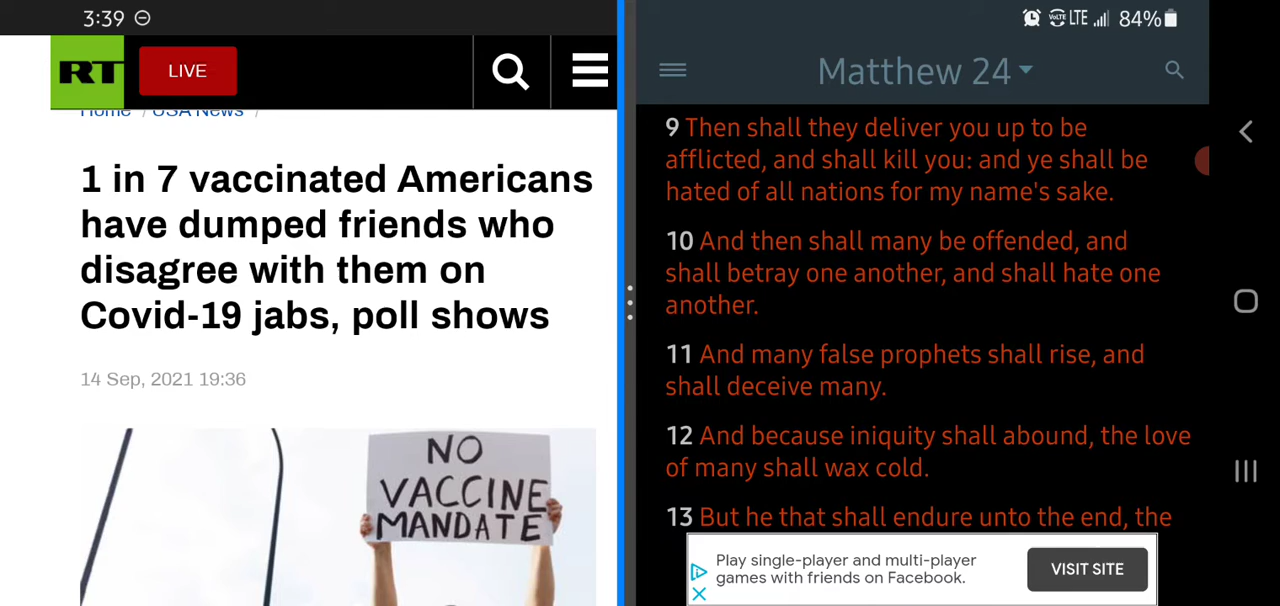 3:39
RT
LIVE
Home / USA News /
1 in 7 vaccinated Americans
have dumped friends who
disagree with them on
Covid-19 jabs, poll shows
14 Sep, 2021 19:36
NO
VACCINE
MANDATE
VoLTE LTE 84%
Matthew 24
9 Then shall they deliver you up to be
afflicted, and shall kill you: and ye shall be
hated of all nations for my name's sake.
10 And then shall many be offended, and
shall betray one another, and shall hate one
another.
11 And many false prophets shall rise, and
shall deceive many.
12 And because iniquity shall abound, the love
of many shall wax cold.
13 But he that shall endure unto the end, the
Play single-player and multi-player
games with friends on Facebook.
VISIT SITE